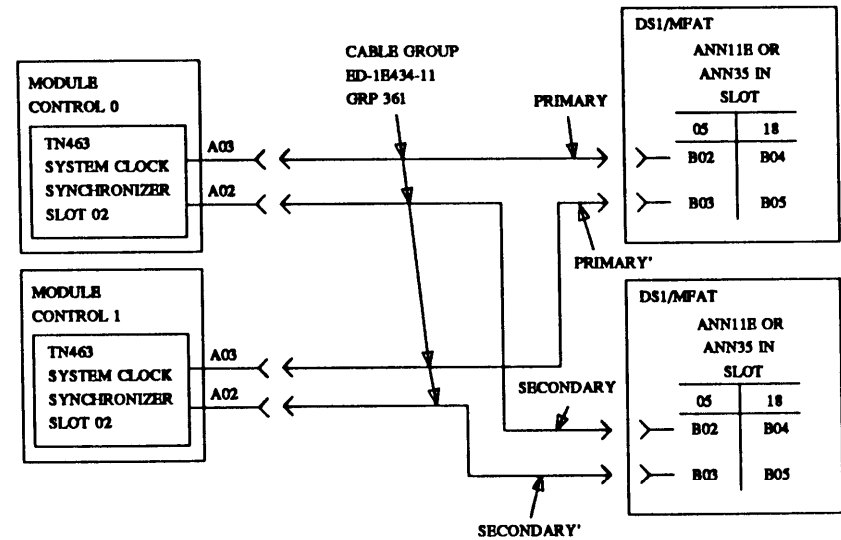 MODULE
CONTROL 0
TN463
SYSTEM CLOCK
SYNCHRONIZER
SLOT 02
A03
A02
CABLE GROUP
ED-1E434-11
GRP 361
PRIMARY
PRIMARY'
DS1/MFAT
ANN11E OR
ANN35 IN
SLOT
05 18
B02 B04
B03 B05
MODULE
CONTROL 1
TN463
SYSTEM CLOCK
SYNCHRONIZER
SLOT 02
A03
A02
SECONDARY
SECONDARY'
DS1/MFAT
ANN11E OR
ANN35 IN
SLOT
05 18
B02 B04
B03 B05